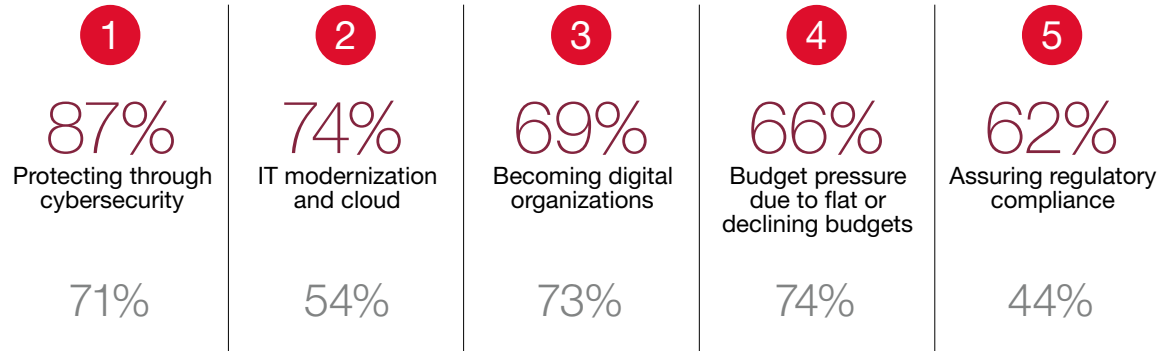 1
87%
Protecting through
cybersecurity
71%
2
74%
IT modernization
and cloud
54%
3
69%
Becoming digital
organizations
73%
4
66%
Budget pressure
due to flat or
declining budgets
74%
5
62%
Assuring regulatory
compliance
44%